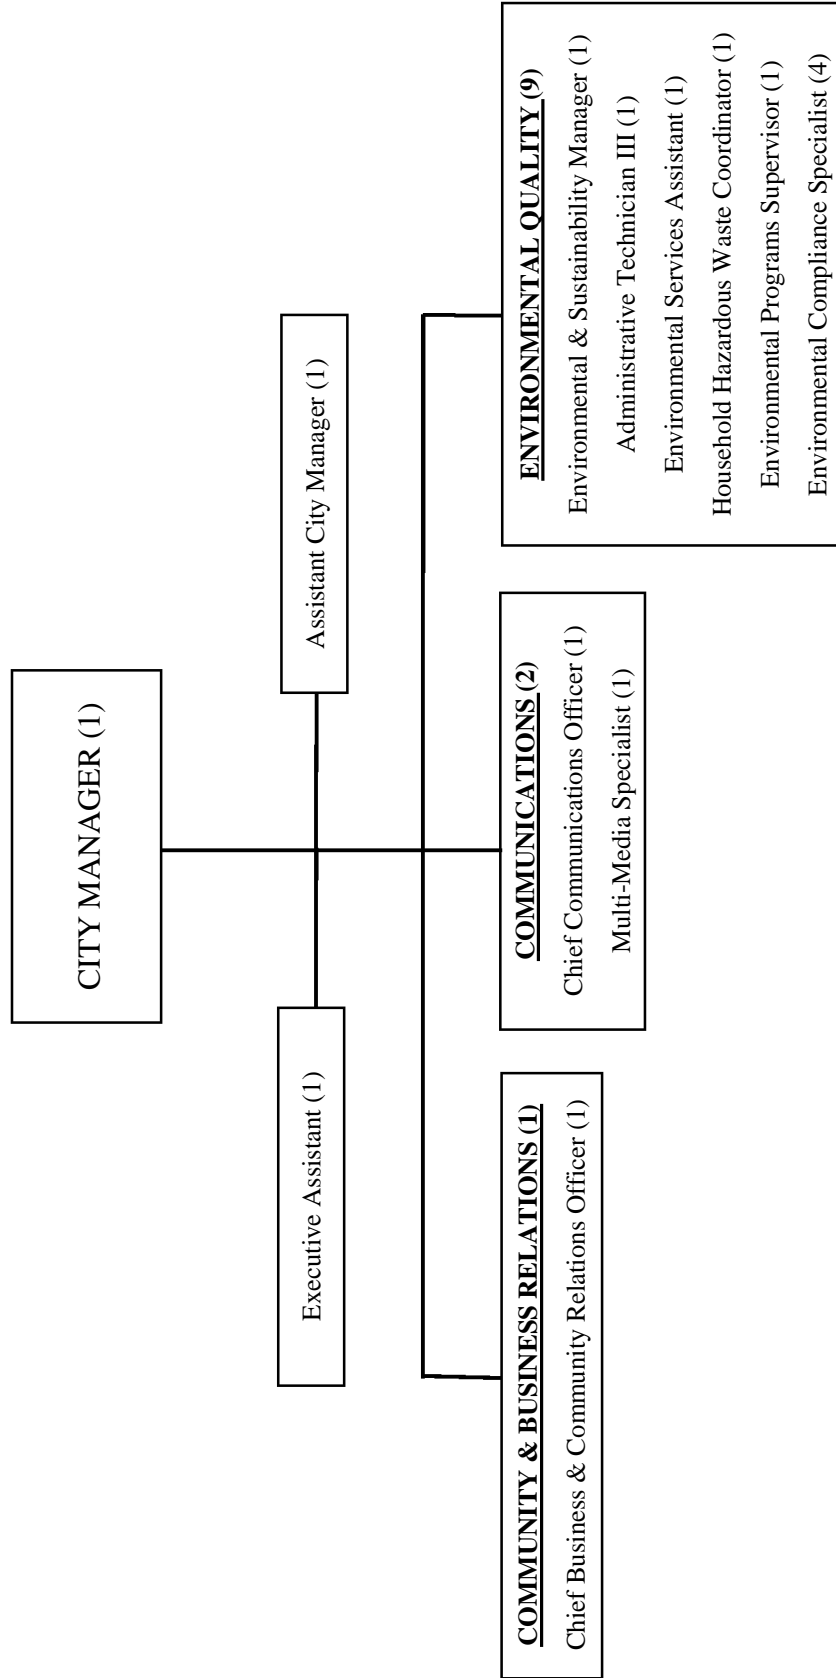 CITY MANAGER (1)
Executive Assistant (1)
Assistant City Manager (1)
COMMUNITY & BUSINESS RELATIONS (1)
Chief Business & Community Relations Officer (1)
COMMUNICATIONS (2)
Chief Communications Officer (1)
Multi-Media Specialist (1)
ENVIRONMENTAL QUALITY (9)
Environmental & Sustainability Manager (1)
Administrative Technician III (1)
Environmental Services Assistant (1)
Household Hazardous Waste Coordinator (1)
Environmental Programs Supervisor (1)
Environmental Compliance Specialist (4)